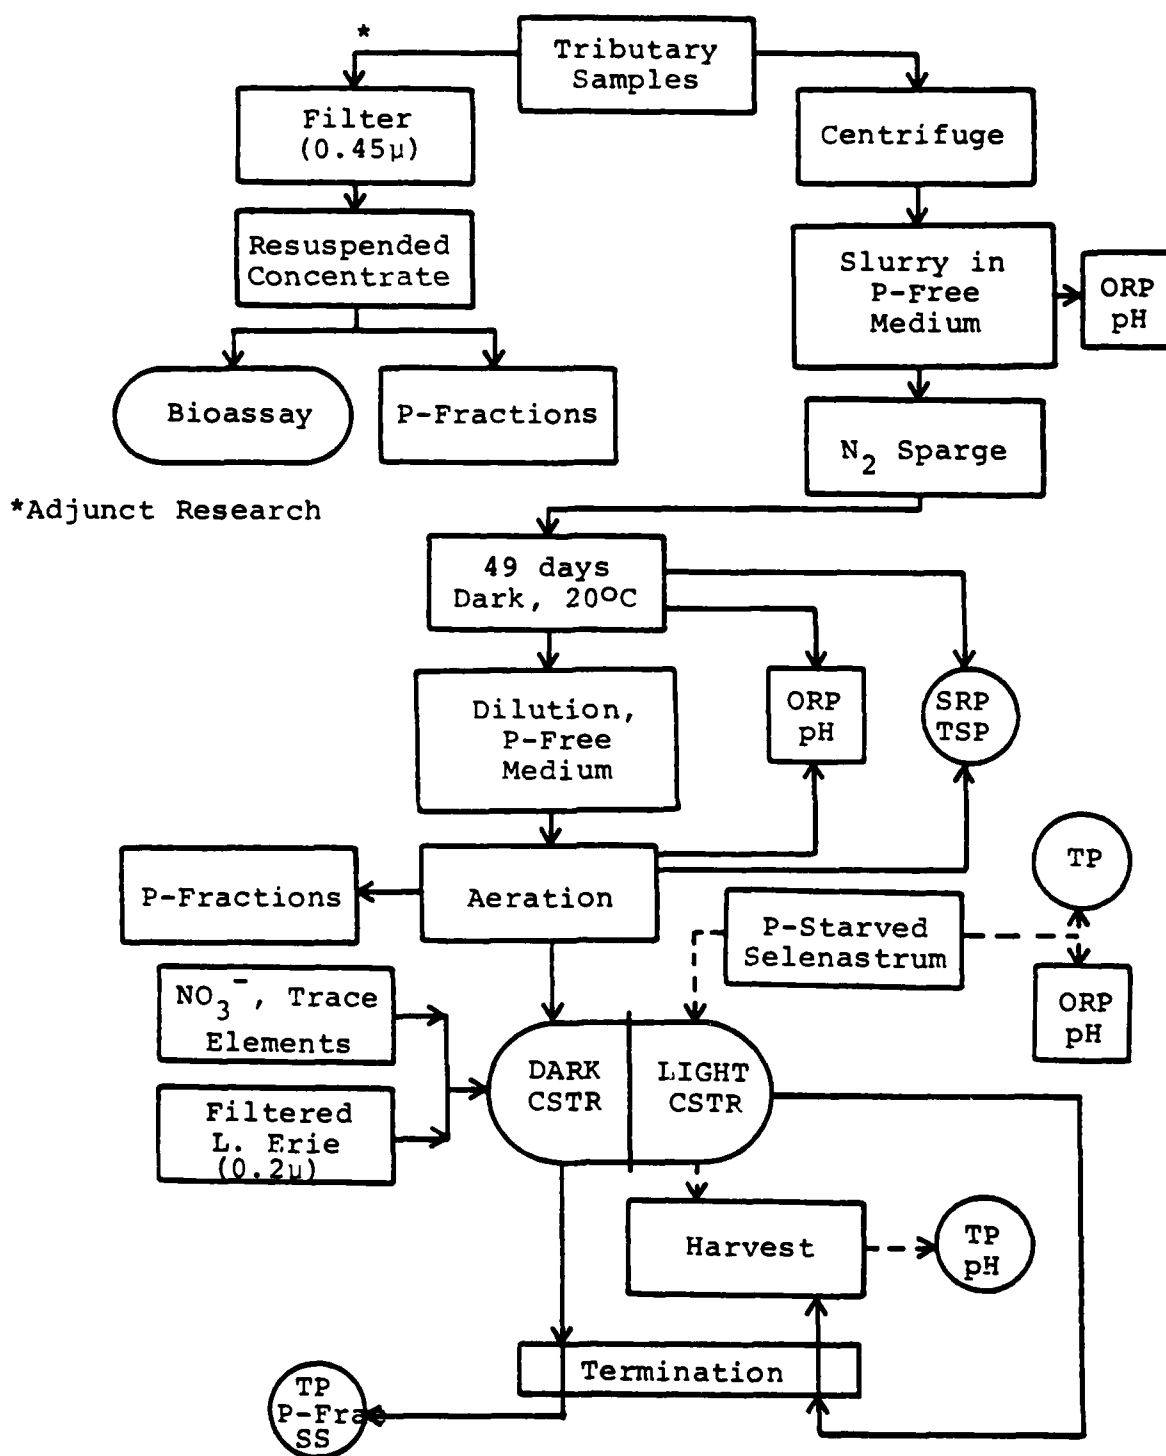 *
Tributary
Samples
Filter
(0.45μ)
Centrifuge
Resuspended
Concentrate
Slurry in
P-Free
Medium
ORP
pH
Bioassay
P-Fractions
N2 Sparge
*Adjunct Research
49 days
Dark, 20°C
Dilution,
P-Free
Medium
ORP
pH
SRP
TSP
P-Fractions
Aeration
P-Starved
Selenastrum
TP
ORP
pH
NO3-, Trace
Elements
Filtered
L. Erie
(0.2μ)
DARK
CSTR
LIGHT
CSTR
Harvest
TP
pH
Termination
TP
P-Frac
SS